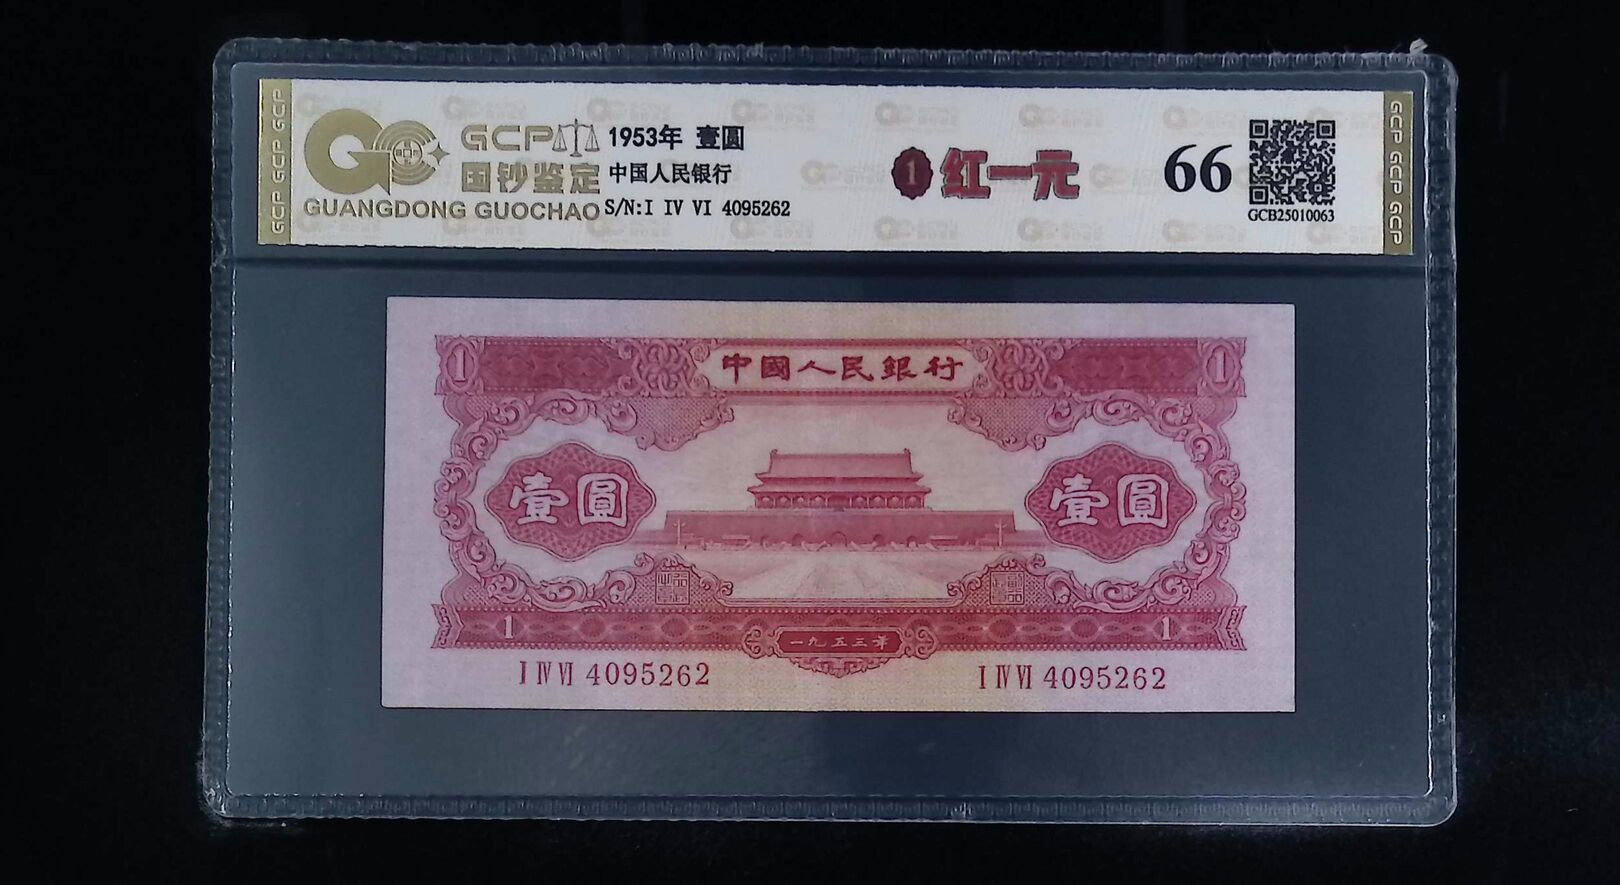 GCP GCP GCP
GCP
国钞鉴定
GUANGDONG GUOCHAO
1953年 壹圆
中国人民银行
S/N:I IV VI 4095262
1 红一元
66
GCB25010063
GCP GCP GCP
1
中國人民銀行
1
壹圓
壹圓
1
一九五三年
1
I IV VI 4095262
I IV VI 4095262